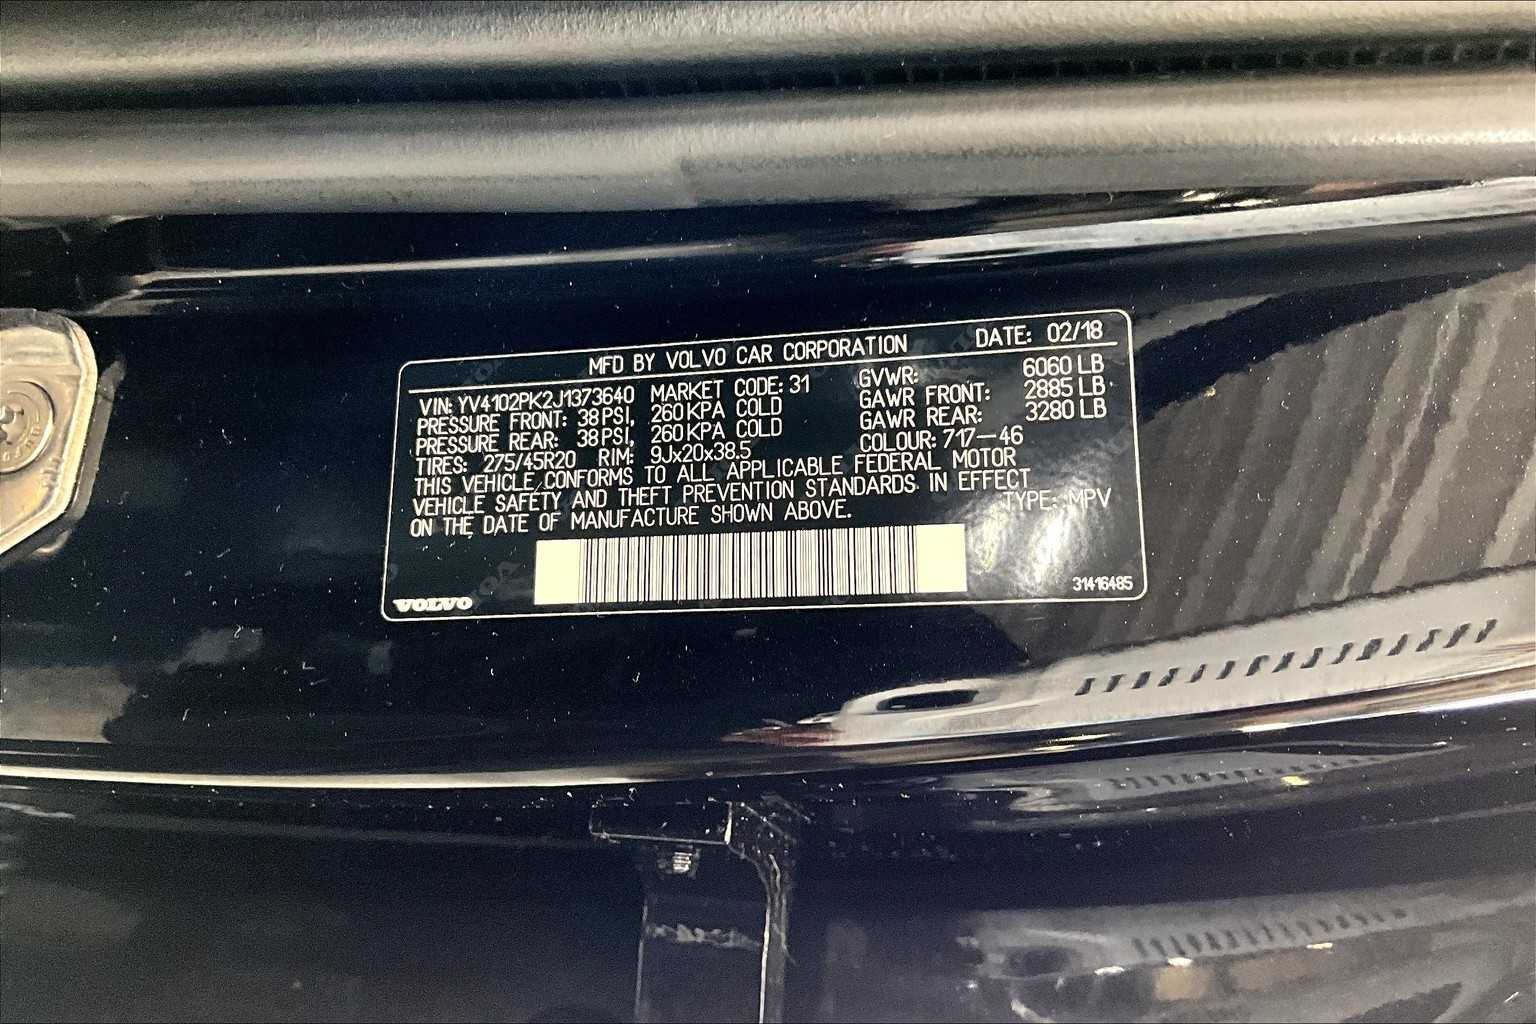 MFD BY VOLVO CAR CORPORATION DATE: 02/18
VIN: YV4102PK2J1373640 MARKET CODE: 31 GVWR: 6060 LB
PRESSURE FRONT: 38 PSI, 260 KPA COLD GAWR FRONT: 2885 LB
PRESSURE REAR: 38 PSI, 260 KPA COLD GAWR REAR: 3280 LB
TIRES: 275/45R20 RIM: 9Jx20x38.5 COLOUR: 717-46
THIS VEHICLE CONFORMS TO ALL APPLICABLE FEDERAL MOTOR
VEHICLE SAFETY AND THEFT PREVENTION STANDARDS IN EFFECT
ON THE DATE OF MANUFACTURE SHOWN ABOVE. TYPE: MPV
VOLVO 31416485